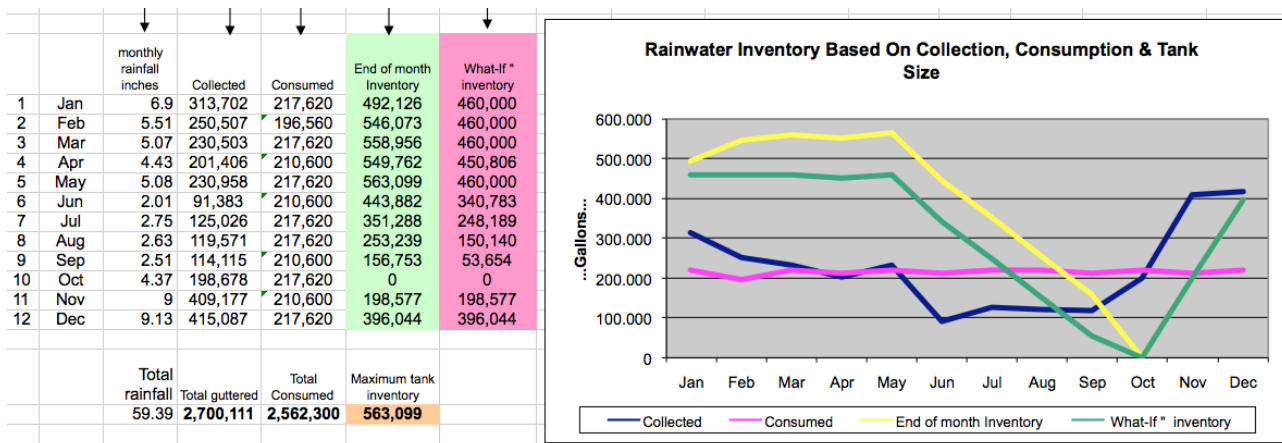 monthly rainfall inches Collected Consumed End of month Inventory What-If " inventory
1 Jan 6.9 313,702 217,620 492,126 460,000
2 Feb 5.51 250,507 196,560 546,073 460,000
3 Mar 5.07 230,503 217,620 558,956 460,000
4 Apr 4.43 201,406 210,600 549,762 450,806
5 May 5.08 230,958 217,620 563,099 460,000
6 Jun 2.01 91,383 210,600 443,882 340,783
7 Jul 2.75 125,026 217,620 351,288 248,189
8 Aug 2.63 119,571 217,620 253,239 150,140
9 Sep 2.51 114,115 210,600 156,753 53,654
10 Oct 4.37 198,678 217,620 0 0
11 Nov 9 409,177 210,600 198,577 198,577
12 Dec 9.13 415,087 217,620 396,044 396,044
Total rainfall Total guttered Total Consumed Maximum tank inventory
59.39 2,700,111 2,562,300 563,099
Rainwater Inventory Based On Collection, Consumption & Tank
Size
...Gallons...
600.000
500.000
400.000
300.000
200.000
100.000
0
Jan Feb Mar Apr May Jun Jul Aug Sep Oct Nov Dec
Collected Consumed End of month Inventory What-If " inventory